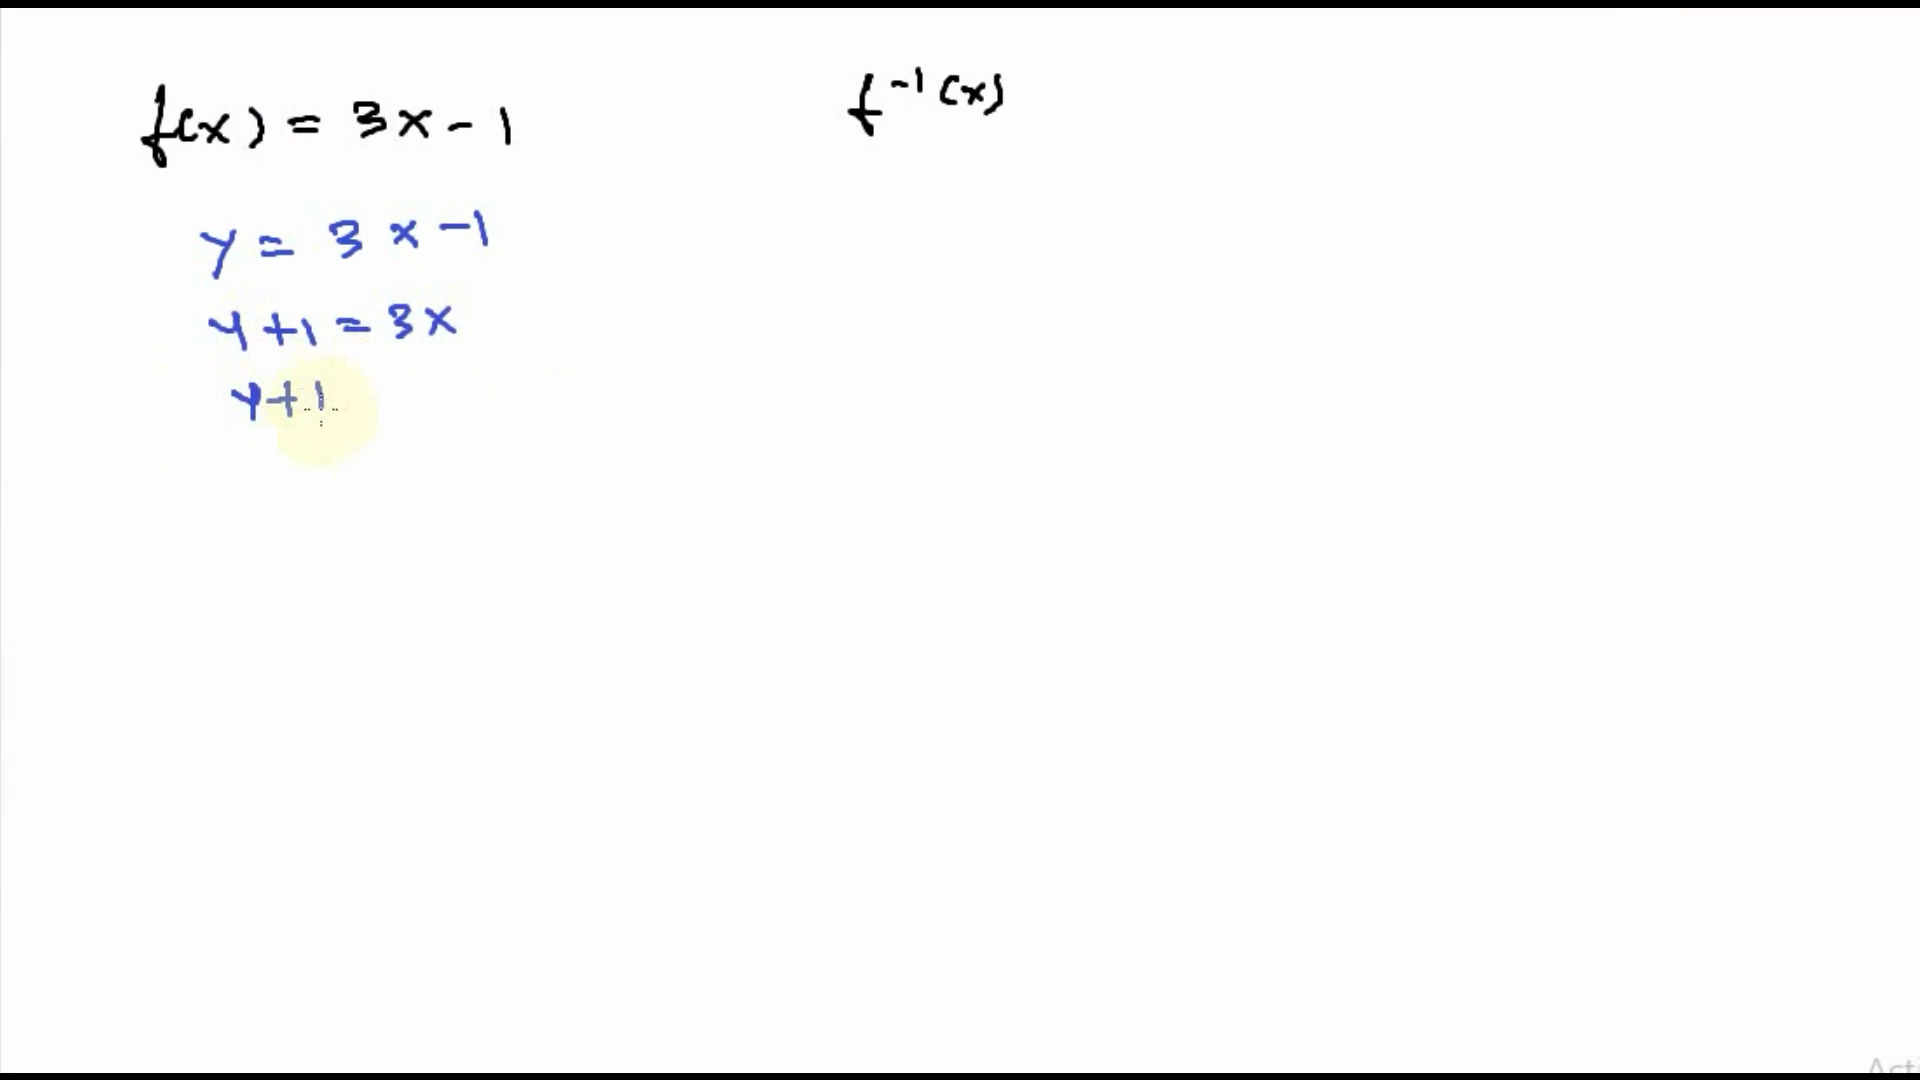 f(x) = 3x - 1
f⁻¹(x)
y = 3x - 1
y + 1 = 3x
y + 1